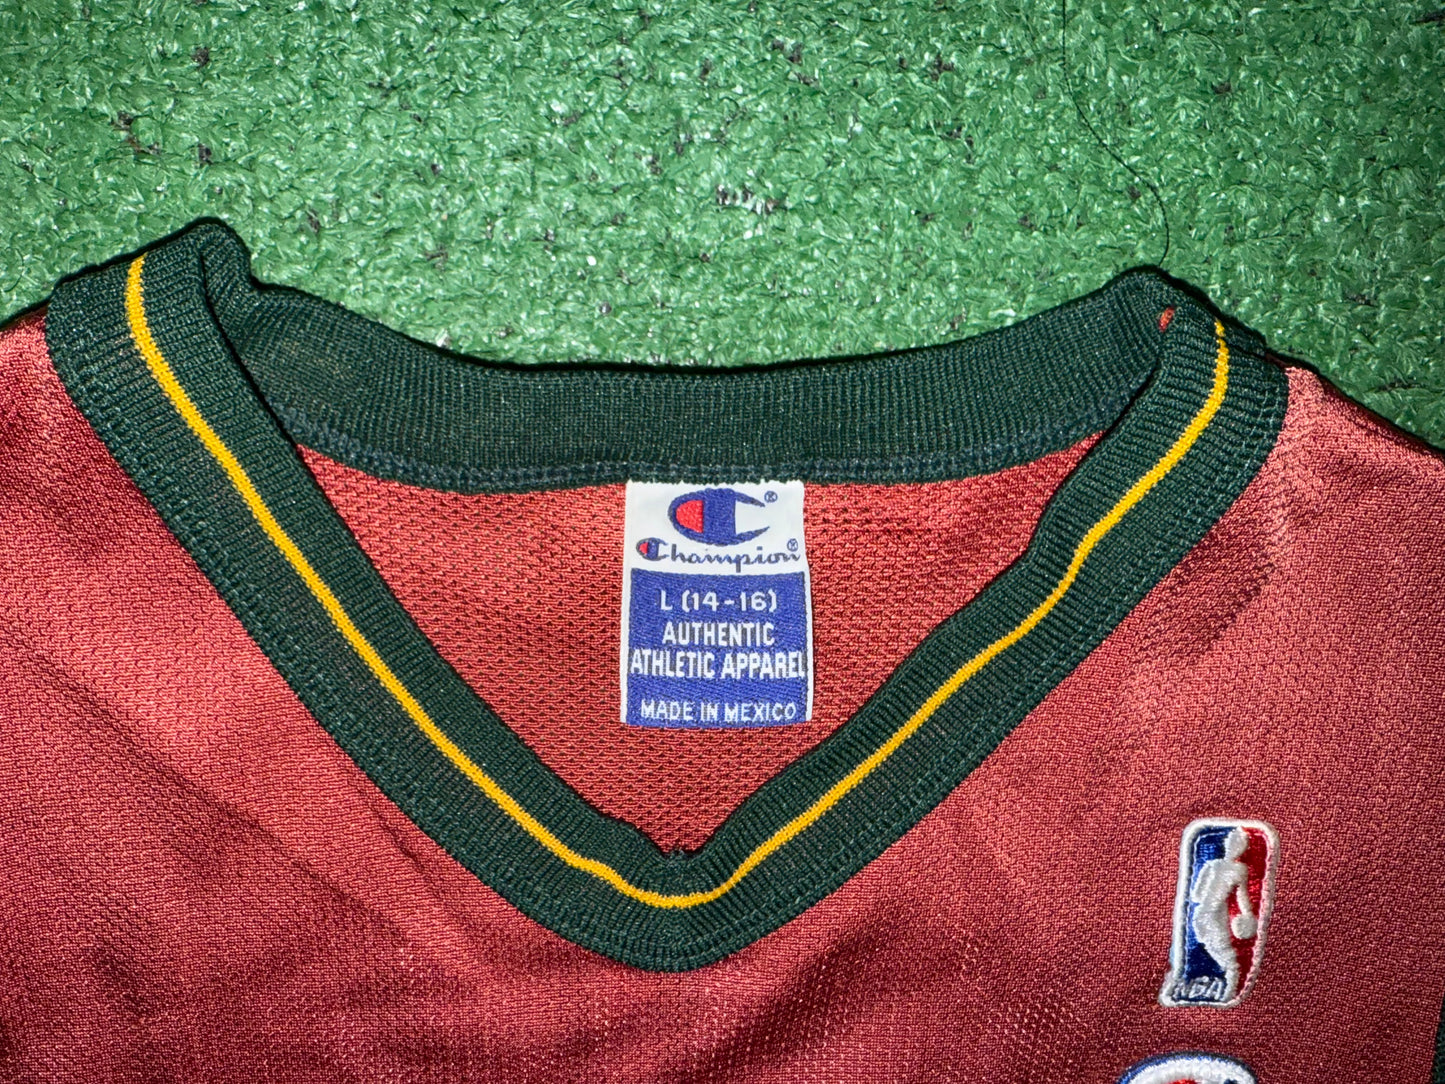 ®
Champion®
L (14-16)
AUTHENTIC
ATHLETIC APPAREL
MADE IN MEXICO
NBA